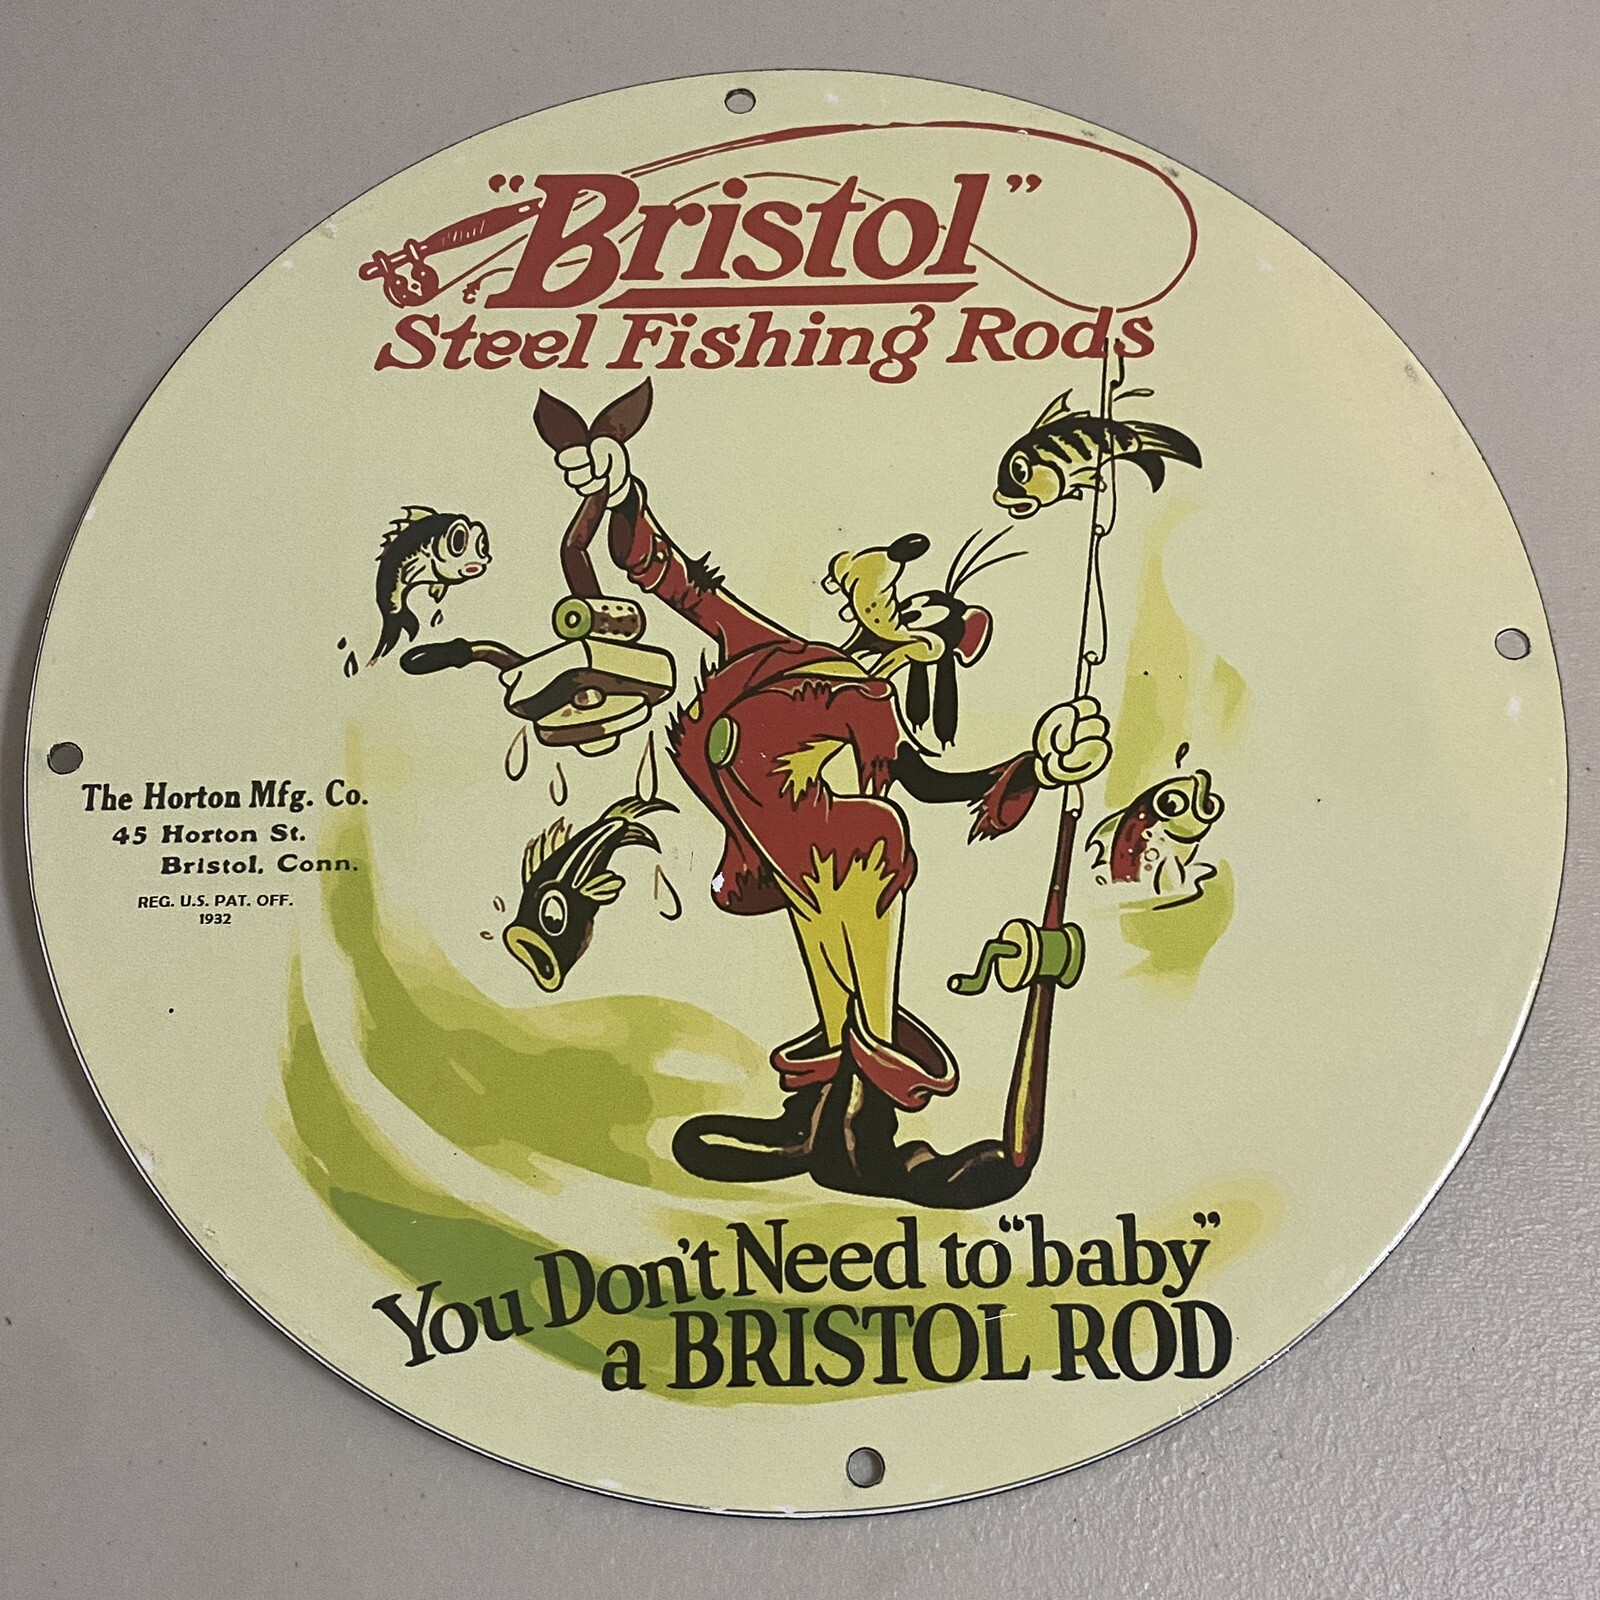 "Bristol"
Steel Fishing Rods
The Horton Mfg. Co.
45 Horton St.
Bristol, Conn.
REG. U.S. PAT. OFF.
1932
You Don't Need to "baby"
a BRISTOL ROD